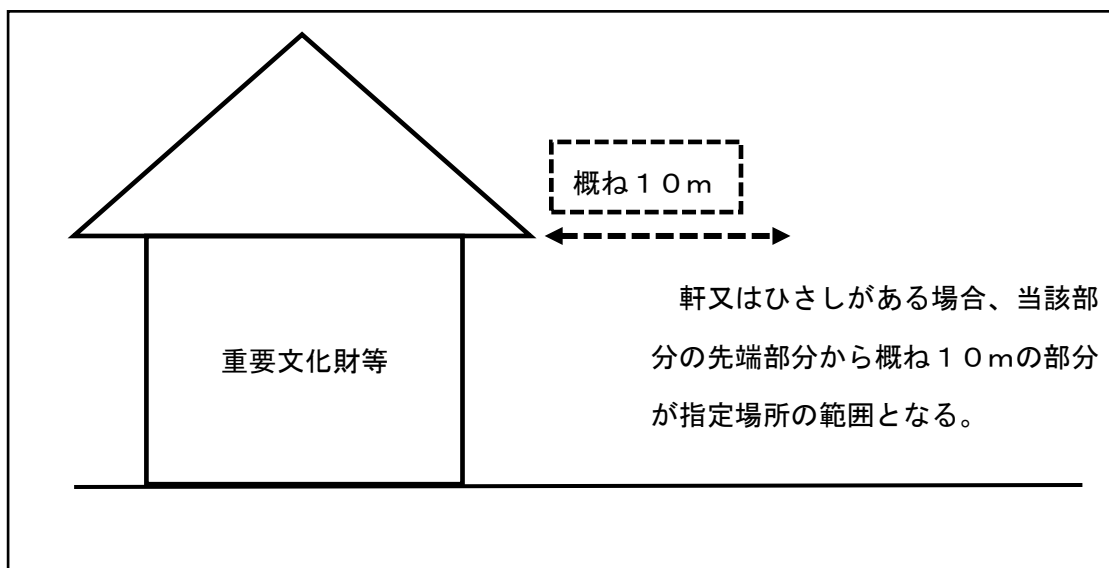 概ね１０ｍ
　軒又はひさしがある場合、当該部
分の先端部分から概ね１０ｍの部分
が指定場所の範囲となる。
重要文化財等